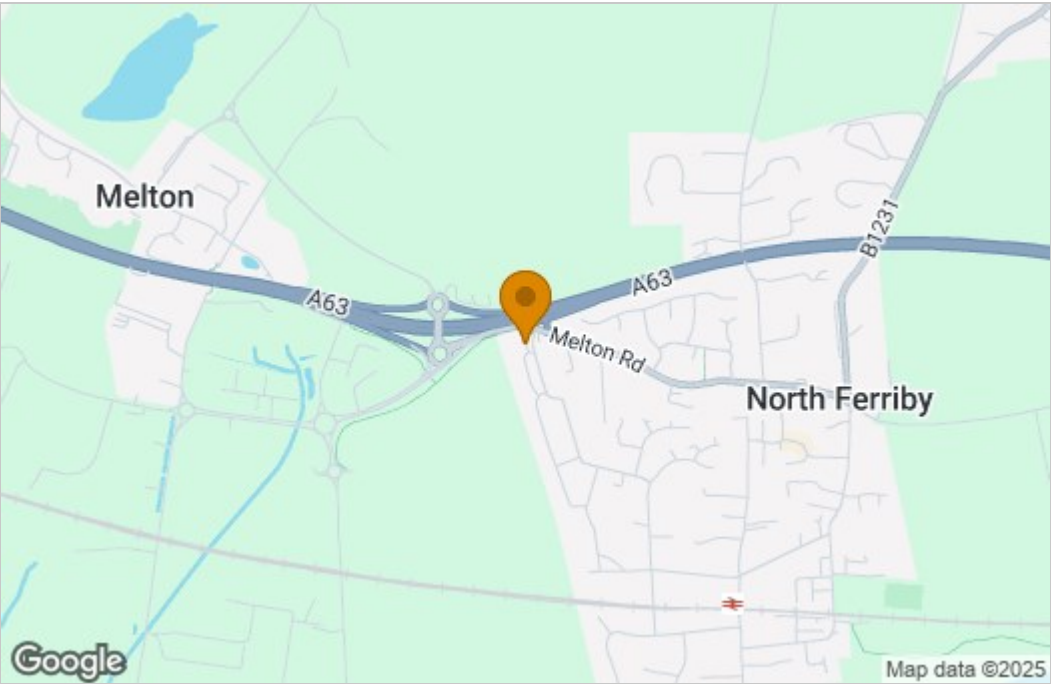 Melton
B1231
A63
A63
Melton Rd
North Ferriby
Google
Map data ©2025